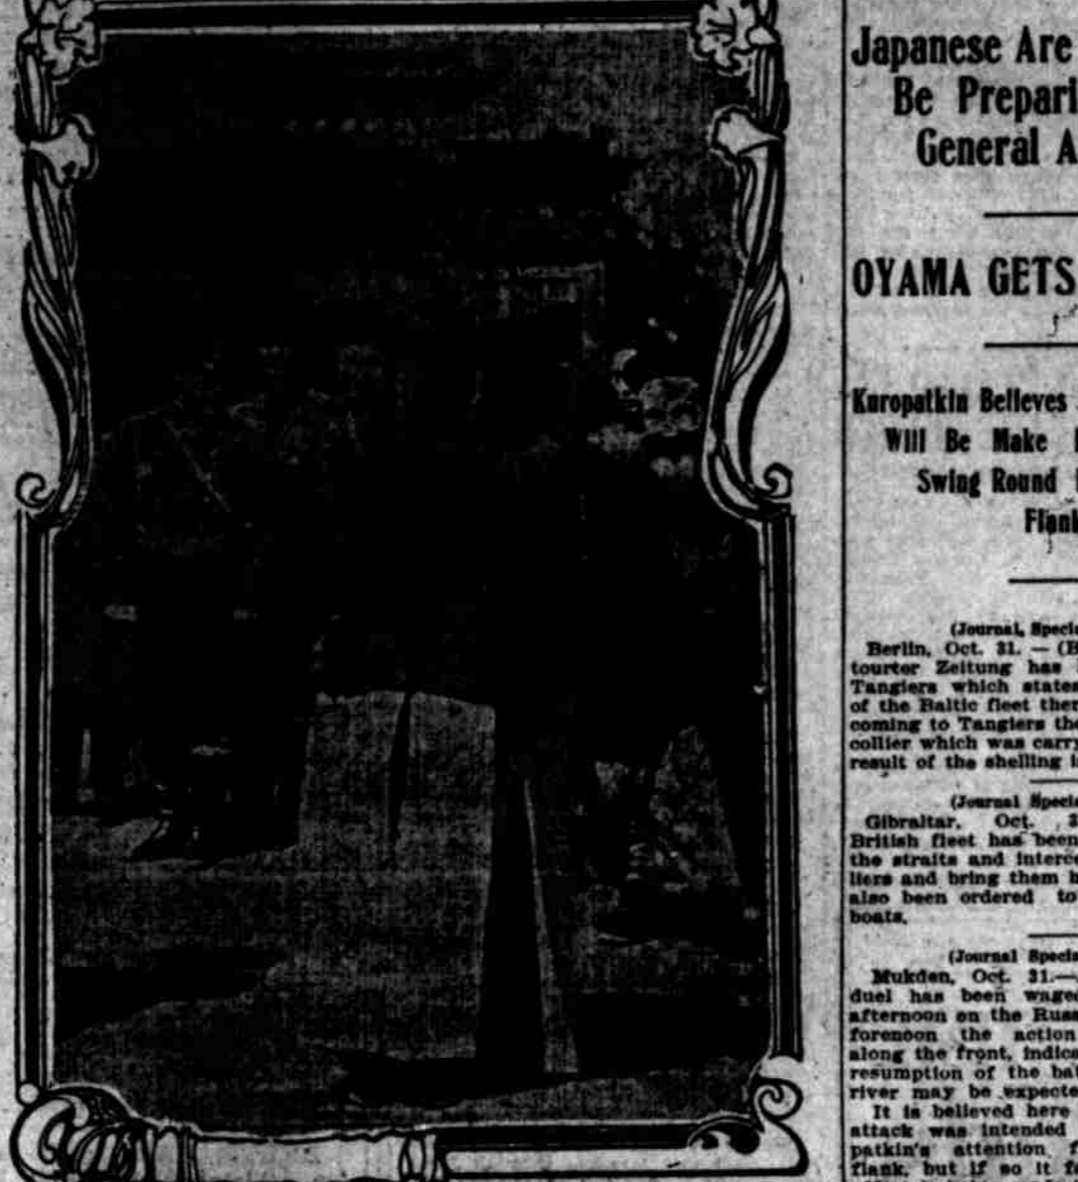 Japanese Are
Be Prepari
General A
OYAMA GETS
Kuropatkin Believes
Will Be Make
Swing Round
Flank
(Journal Specia
Berlin, Oct. 31. — (B
tourter Zeitung has
Tangiers which states
of the Baltic fleet ther
coming to Tangiers the
collier which was carry
result of the shelling i
(Journal Specia
Gibraltar, Oct. 3
British fleet has been
the straits and interce
liers and bring them h
also been ordered to
boats.
(Journal Specia
Mukden, Oct. 31.—
duel has been waged
afternoon on the Russ
forenoon the action
along the front, indica
resumption of the bat
river may be expecte
It is believed here
attack was intended
patkin's attention f
flank, but if so it f